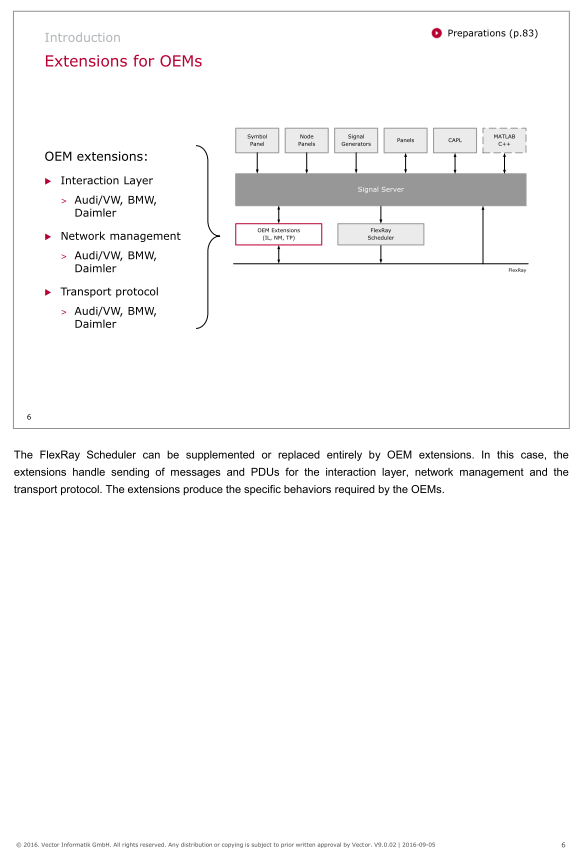 Introduction
Preparations (p.83)
Extensions for OEMs
OEM extensions:
Interaction Layer
> Audi/VW, BMW,
Daimler
Network management
> Audi/VW, BMW,
Daimler
Transport protocol
> Audi/VW, BMW,
Daimler
Symbol
Panel
Node
Panels
Signal
Generators
Panels
CAPL
MATLAB
C++
Signal Server
OEM Extensions
(IL, NM, TP)
FlexRay
Scheduler
FlexRay
6
The FlexRay Scheduler can be supplemented or replaced entirely by OEM extensions. In this case, the
extensions handle sending of messages and PDUs for the interaction layer, network management and the
transport protocol. The extensions produce the specific behaviors required by the OEMs.
© 2016. Vector Informatik GmbH. All rights reserved. Any distribution or copying is subject to prior written approval by Vector. V9.0.02 | 2016-09-05
6